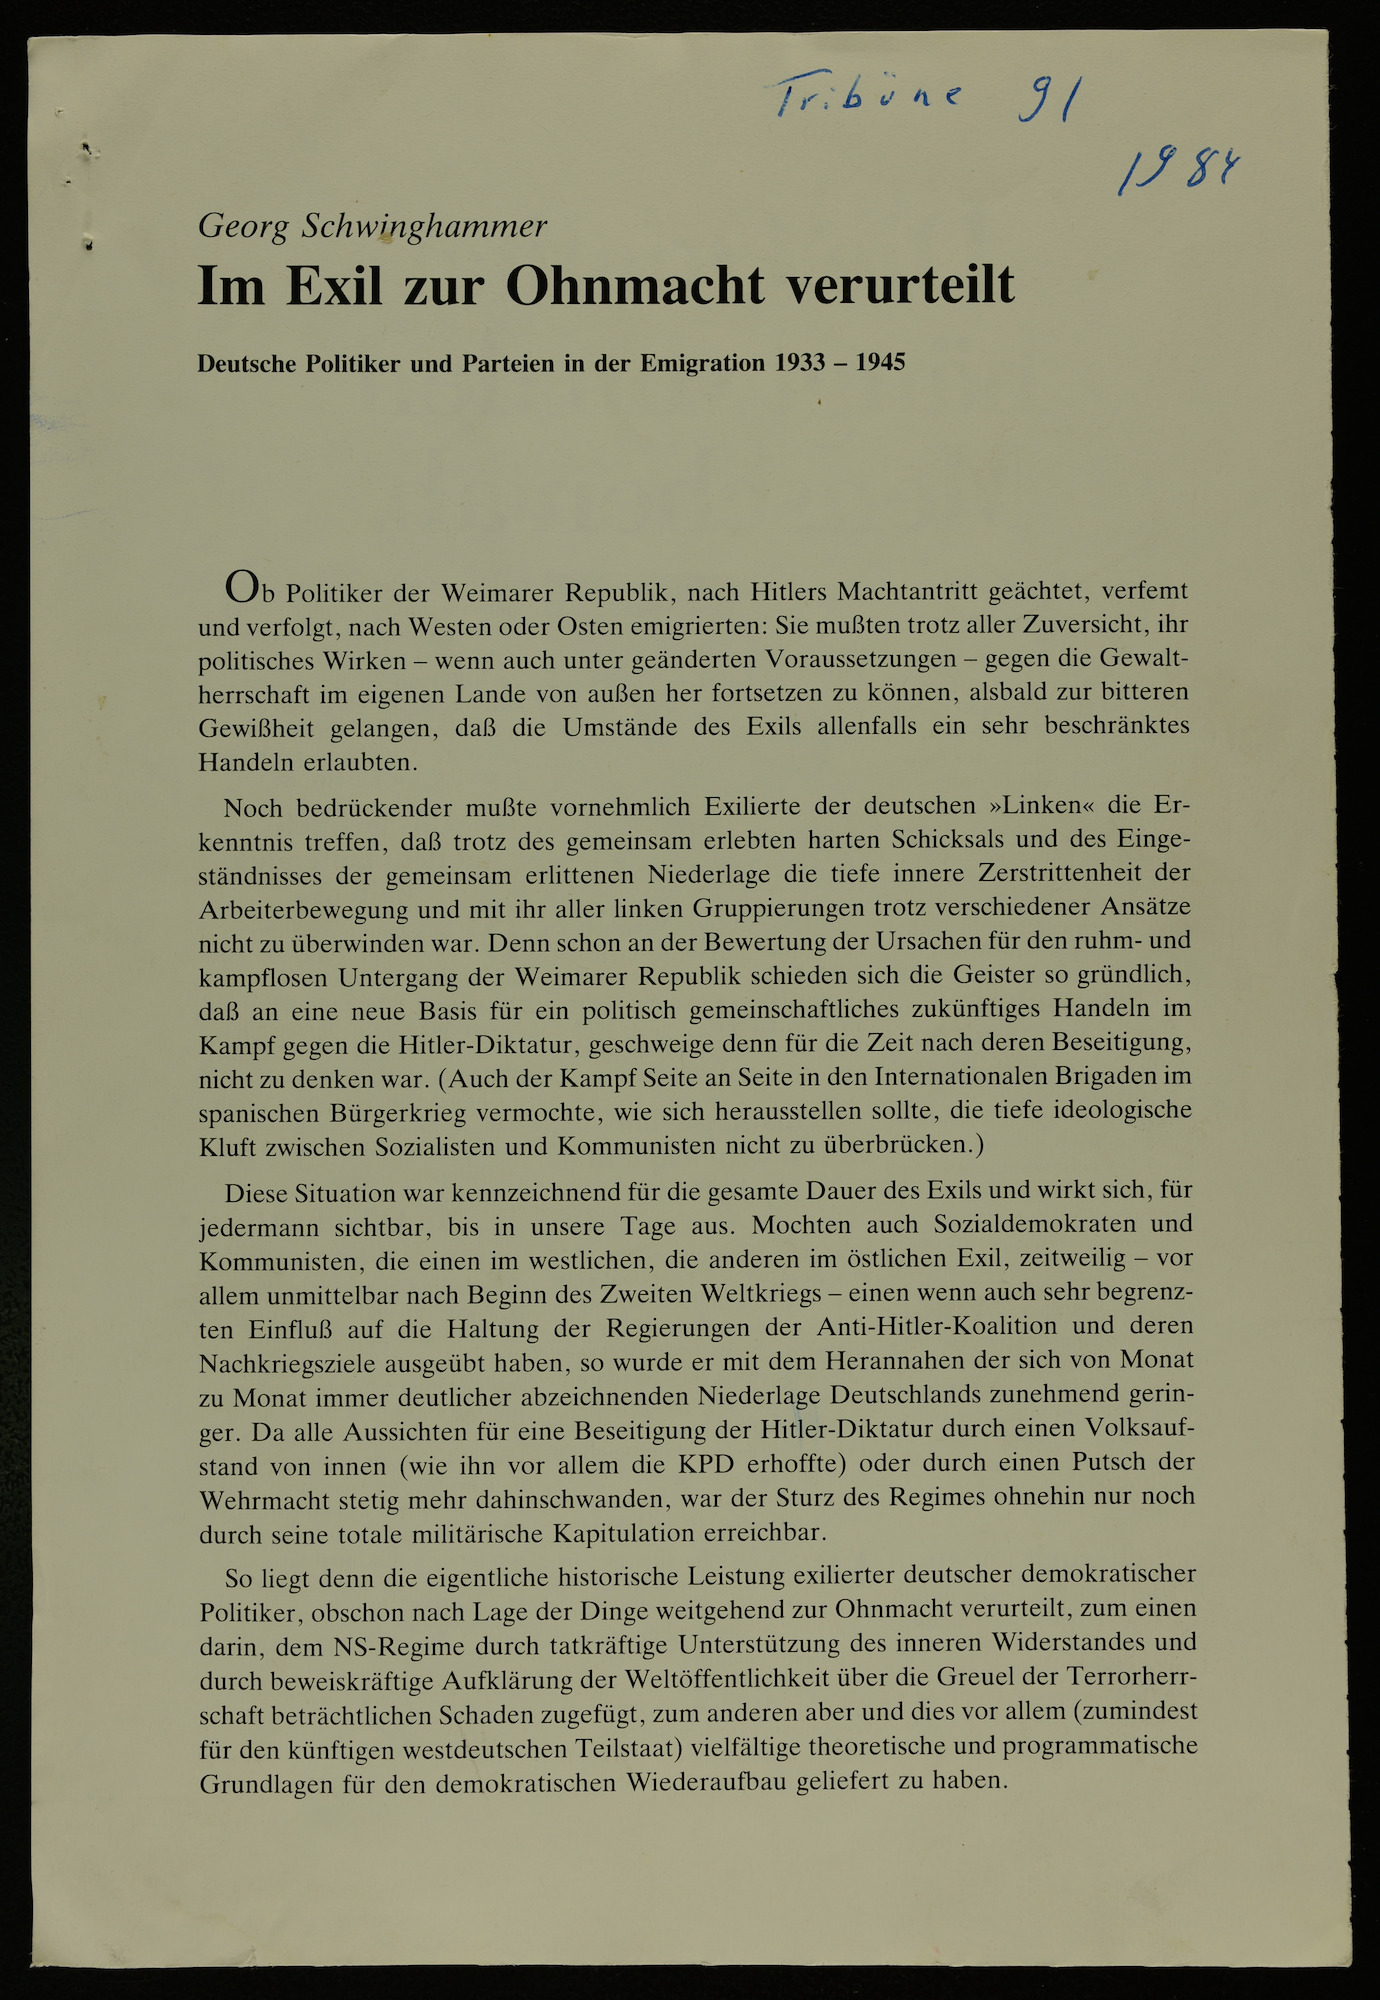 Tribüne 91
1984
Georg Schwinghammer
Im Exil zur Ohnmacht verurteilt
Deutsche Politiker und Parteien in der Emigration 1933 – 1945
Ob Politiker der Weimarer Republik, nach Hitlers Machtantritt geächtet, verfemt
und verfolgt, nach Westen oder Osten emigrierten: Sie mußten trotz aller Zuversicht, ihr
politisches Wirken – wenn auch unter geänderten Voraussetzungen – gegen die Gewalt-
herrschaft im eigenen Lande von außen her fortsetzen zu können, alsbald zur bitteren
Gewißheit gelangen, daß die Umstände des Exils allenfalls ein sehr beschränktes
Handeln erlaubten.
Noch bedrückender mußte vornehmlich Exilierte der deutschen »Linken« die Er-
kenntnis treffen, daß trotz des gemeinsam erlebten harten Schicksals und des Einge-
ständnisses der gemeinsam erlittenen Niederlage die tiefe innere Zerstrittenheit der
Arbeiterbewegung und mit ihr aller linken Gruppierungen trotz verschiedener Ansätze
nicht zu überwinden war. Denn schon an der Bewertung der Ursachen für den ruhm- und
kampflosen Untergang der Weimarer Republik schieden sich die Geister so gründlich,
daß an eine neue Basis für ein politisch gemeinschaftliches zukünftiges Handeln im
Kampf gegen die Hitler-Diktatur, geschweige denn für die Zeit nach deren Beseitigung,
nicht zu denken war. (Auch der Kampf Seite an Seite in den Internationalen Brigaden im
spanischen Bürgerkrieg vermochte, wie sich herausstellen sollte, die tiefe ideologische
Kluft zwischen Sozialisten und Kommunisten nicht zu überbrücken.)
Diese Situation war kennzeichnend für die gesamte Dauer des Exils und wirkt sich, für
jedermann sichtbar, bis in unsere Tage aus. Mochten auch Sozialdemokraten und
Kommunisten, die einen im westlichen, die anderen im östlichen Exil, zeitweilig – vor
allem unmittelbar nach Beginn des Zweiten Weltkriegs – einen wenn auch sehr begrenz-
ten Einfluß auf die Haltung der Regierungen der Anti-Hitler-Koalition und deren
Nachkriegsziele ausgeübt haben, so wurde er mit dem Herannahen der sich von Monat
zu Monat immer deutlicher abzeichnenden Niederlage Deutschlands zunehmend gerin-
ger. Da alle Aussichten für eine Beseitigung der Hitler-Diktatur durch einen Volksauf-
stand von innen (wie ihn vor allem die KPD erhoffte) oder durch einen Putsch der
Wehrmacht stetig mehr dahinschwanden, war der Sturz des Regimes ohnehin nur noch
durch seine totale militärische Kapitulation erreichbar.
So liegt denn die eigentliche historische Leistung exilierter deutscher demokratischer
Politiker, obschon nach Lage der Dinge weitgehend zur Ohnmacht verurteilt, zum einen
darin, dem NS-Regime durch tatkräftige Unterstützung des inneren Widerstandes und
durch beweiskräftige Aufklärung der Weltöffentlichkeit über die Greuel der Terrorherr-
schaft beträchtlichen Schaden zugefügt, zum anderen aber und dies vor allem (zumindest
für den künftigen westdeutschen Teilstaat) vielfältige theoretische und programmatische
Grundlagen für den demokratischen Wiederaufbau geliefert zu haben.